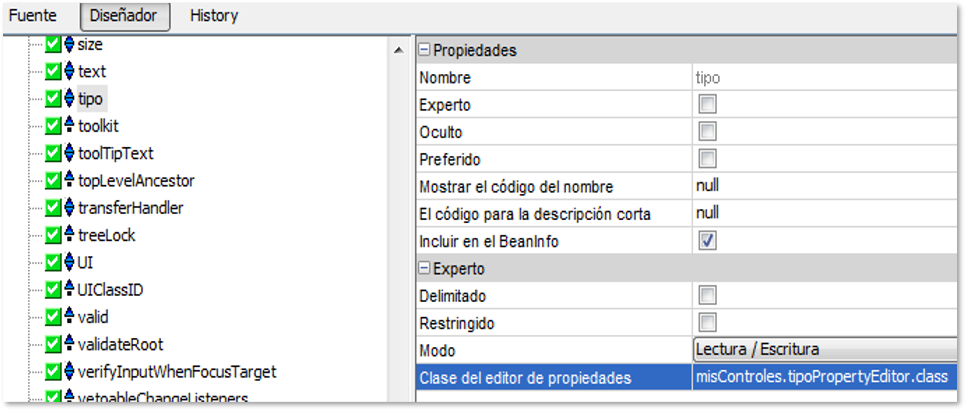 Fuente Diseñador History
size
text
tipo
toolkit
toolTipText
topLevelAncestor
transferHandler
treeLock
UI
UIClassID
valid
validateRoot
verifyInputWhenFocusTarget
vetoableChangeListeners
Propiedades
Nombre tipo
Experto
Oculto
Preferido
Mostrar el código del nombre null
El código para la descripción corta null
Incluir en el BeanInfo
Experto
Delimitado
Restringido
Modo Lectura / Escritura
Clase del editor de propiedades misControles.tipoPropertyEditor.class